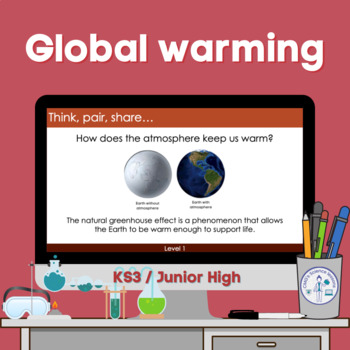 Global warming
Think, pair, share...
How does the atmosphere keep us warm?
Earth without
atmosphere
Earth with
atmosphere
The natural greenhouse effect is a phenomenon that allows
the Earth to be warm enough to support life.
Level 1
KS3 / Junior High